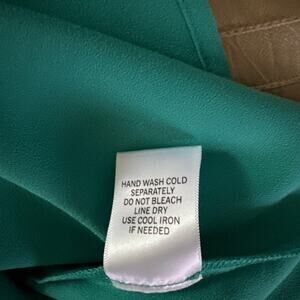 HAND WASH COLD
SEPARATELY
DO NOT BLEACH
LINE DRY
USE COOL IRON
IF NEEDED